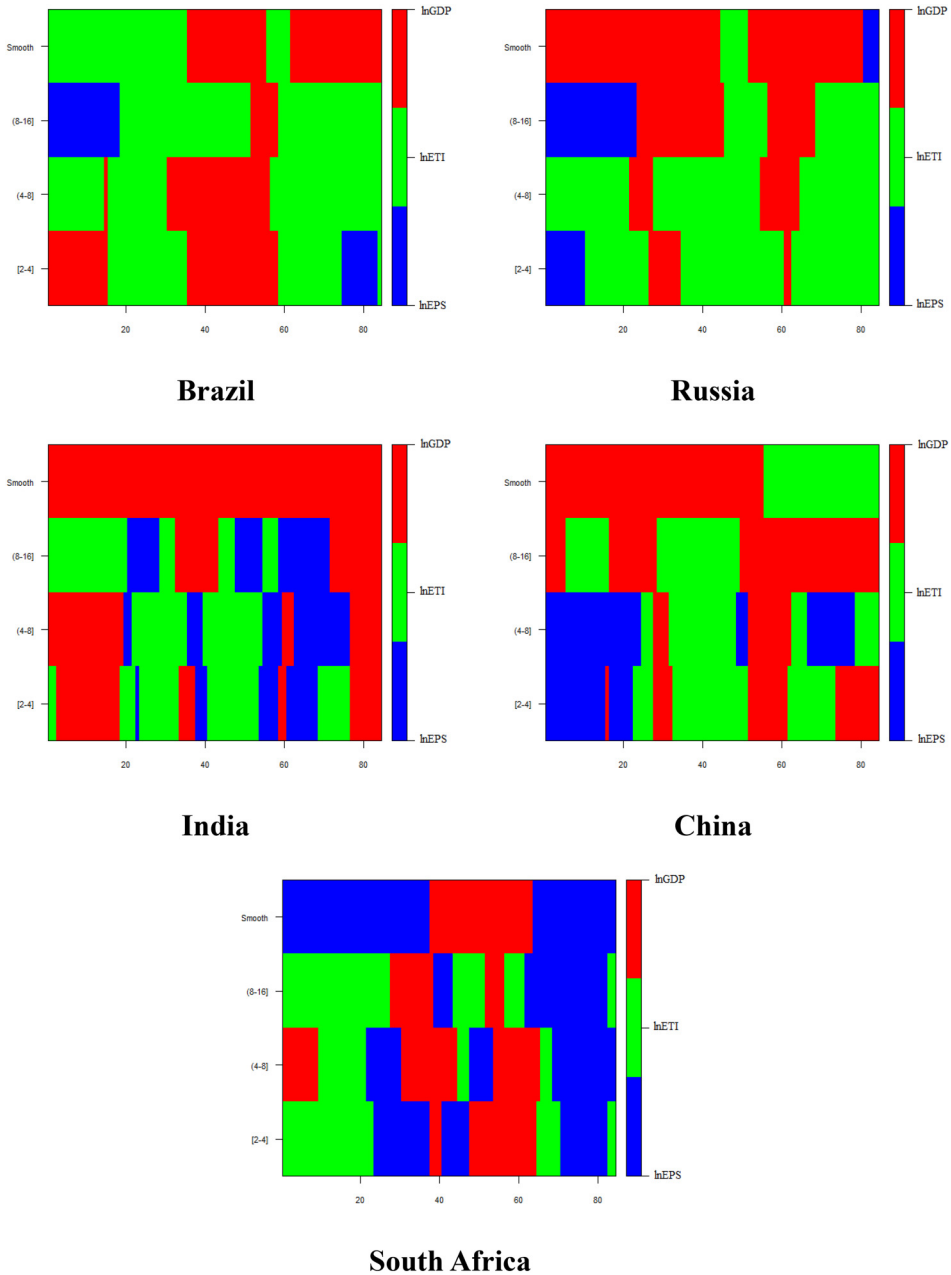 lnGDP
Smooth
(8-16]
lnETI
(4-8]
[2-4]
lnEPS
20 40 60 80
Brazil
lnGDP
Smooth
(8-16]
lnETI
(4-8]
[2-4]
lnEPS
20 40 60 80
Russia
lnGDP
Smooth
(8-16]
lnETI
(4-8]
[2-4]
lnEPS
20 40 60 80
India
lnGDP
Smooth
(8-16]
lnETI
(4-8]
[2-4]
lnEPS
20 40 60 80
China
lnGDP
Smooth
(8-16]
lnETI
(4-8]
[2-4]
lnEPS
20 40 60 80
South Africa